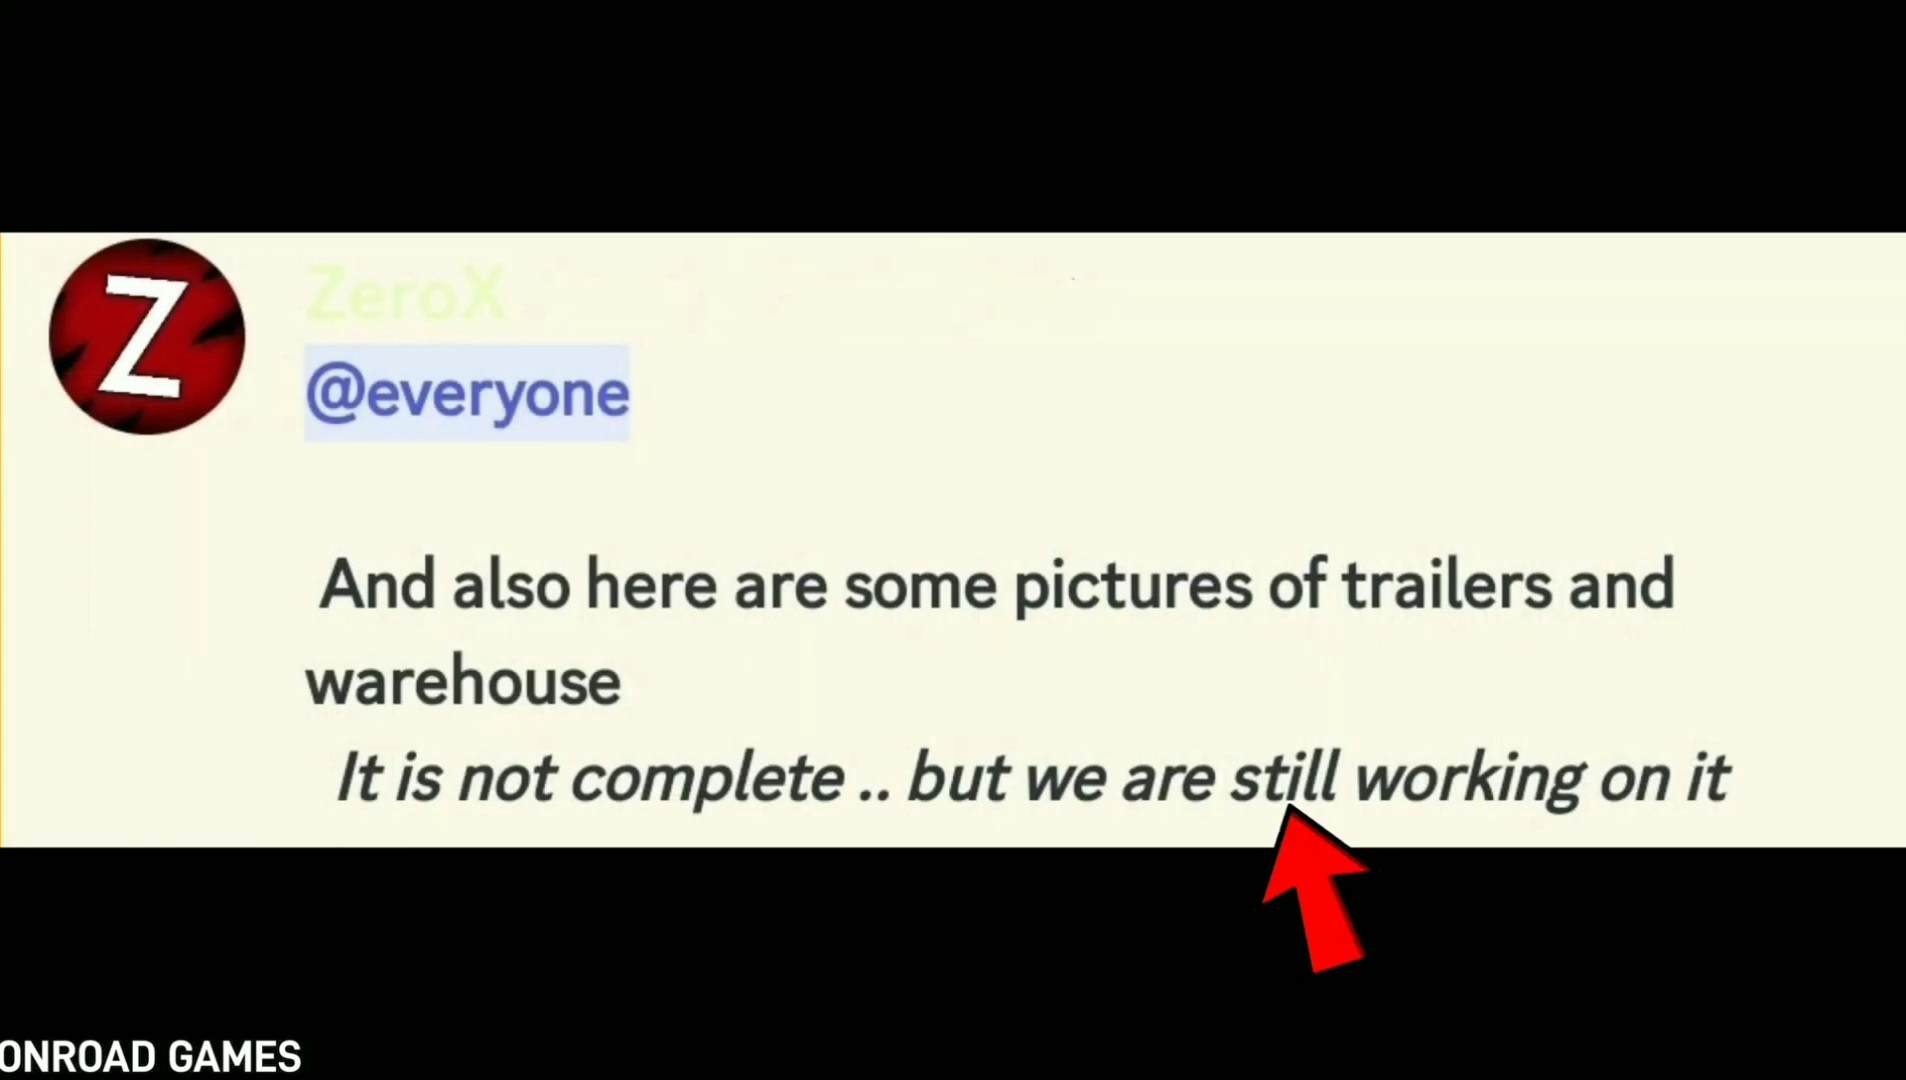 Z
ZeroX
@everyone
And also here are some pictures of trailers and
warehouse
It is not complete .. but we are still working on it
ONROAD GAMES